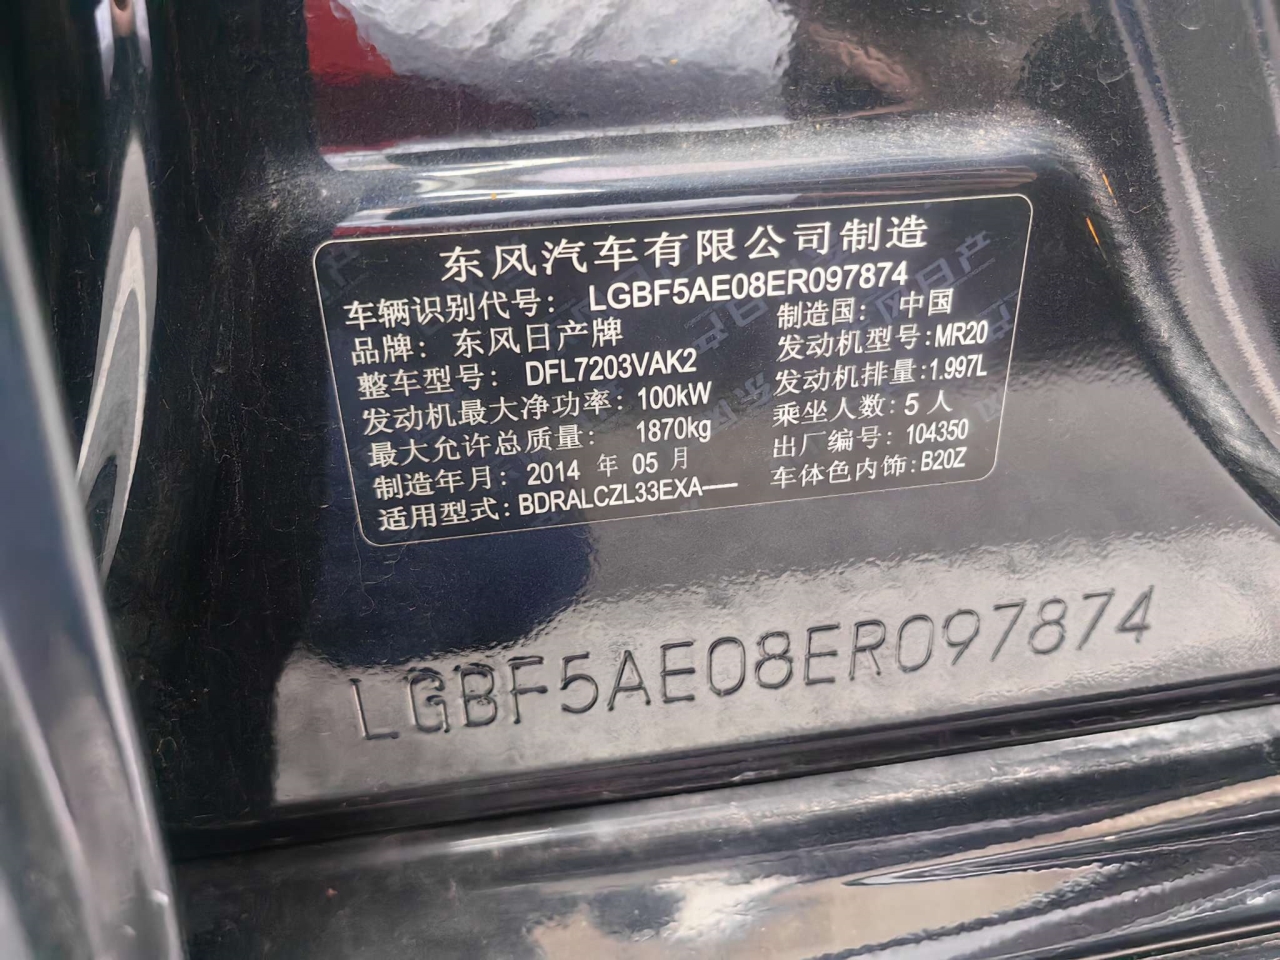 东风汽车有限公司制造
车辆识别代号: LGBF5AE08ER097874
品牌: 东风日产牌 制造国: 中国
整车型号: DFL7203VAK2 发动机型号:MR20
发动机最大净功率: 100kW 发动机排量:1.997L
最大允许总质量: 1870kg 乘坐人数: 5 人
制造年月: 2014 年 05 月 出厂编号: 104350
适用型式:BDRALCZL33EXA— 车体色内饰:B20Z
LGBF5AE08ER097874